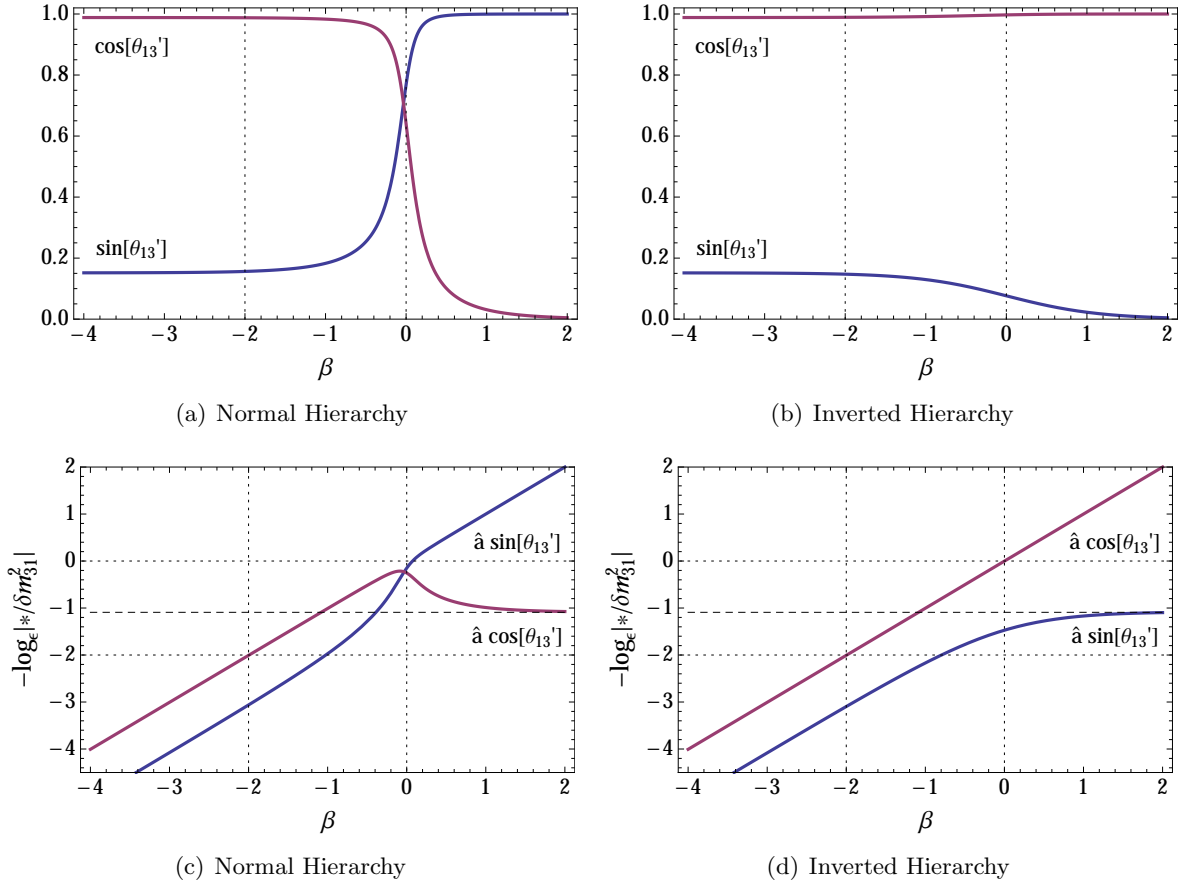 1.0
0.8
0.6
0.4
0.2
0.0
cos[θ₁₃']
sin[θ₁₃']
−4 −3 −2 −1 0 1 2
β
(a) Normal Hierarchy
1.0
0.8
0.6
0.4
0.2
0.0
cos[θ₁₃']
sin[θ₁₃']
−4 −3 −2 −1 0 1 2
β
(b) Inverted Hierarchy
−logϵ|*/δm²₃₁|
2
1
0
−1
−2
−3
−4
â sin[θ₁₃']
â cos[θ₁₃']
−4 −3 −2 −1 0 1 2
β
(c) Normal Hierarchy
−logϵ|*/δm²₃₁|
2
1
0
−1
−2
−3
−4
â cos[θ₁₃']
â sin[θ₁₃']
−4 −3 −2 −1 0 1 2
β
(d) Inverted Hierarchy